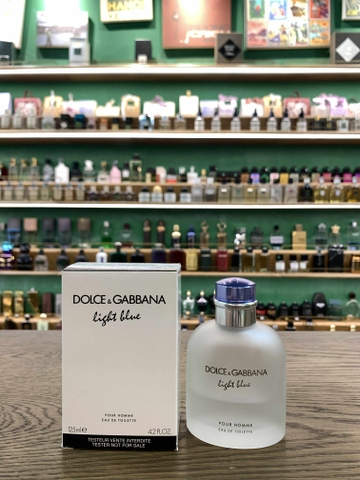 DOLCE & GABBANA
light blue
POUR HOMME
EAU DE TOILETTE
125ml e
4.2 FL.OZ.
TESTEUR VENTE INTERDITE
TESTER NOT FOR SALE
DOLCE & GABBANA
light blue
POUR HOMME
EAU DE TOILETTE